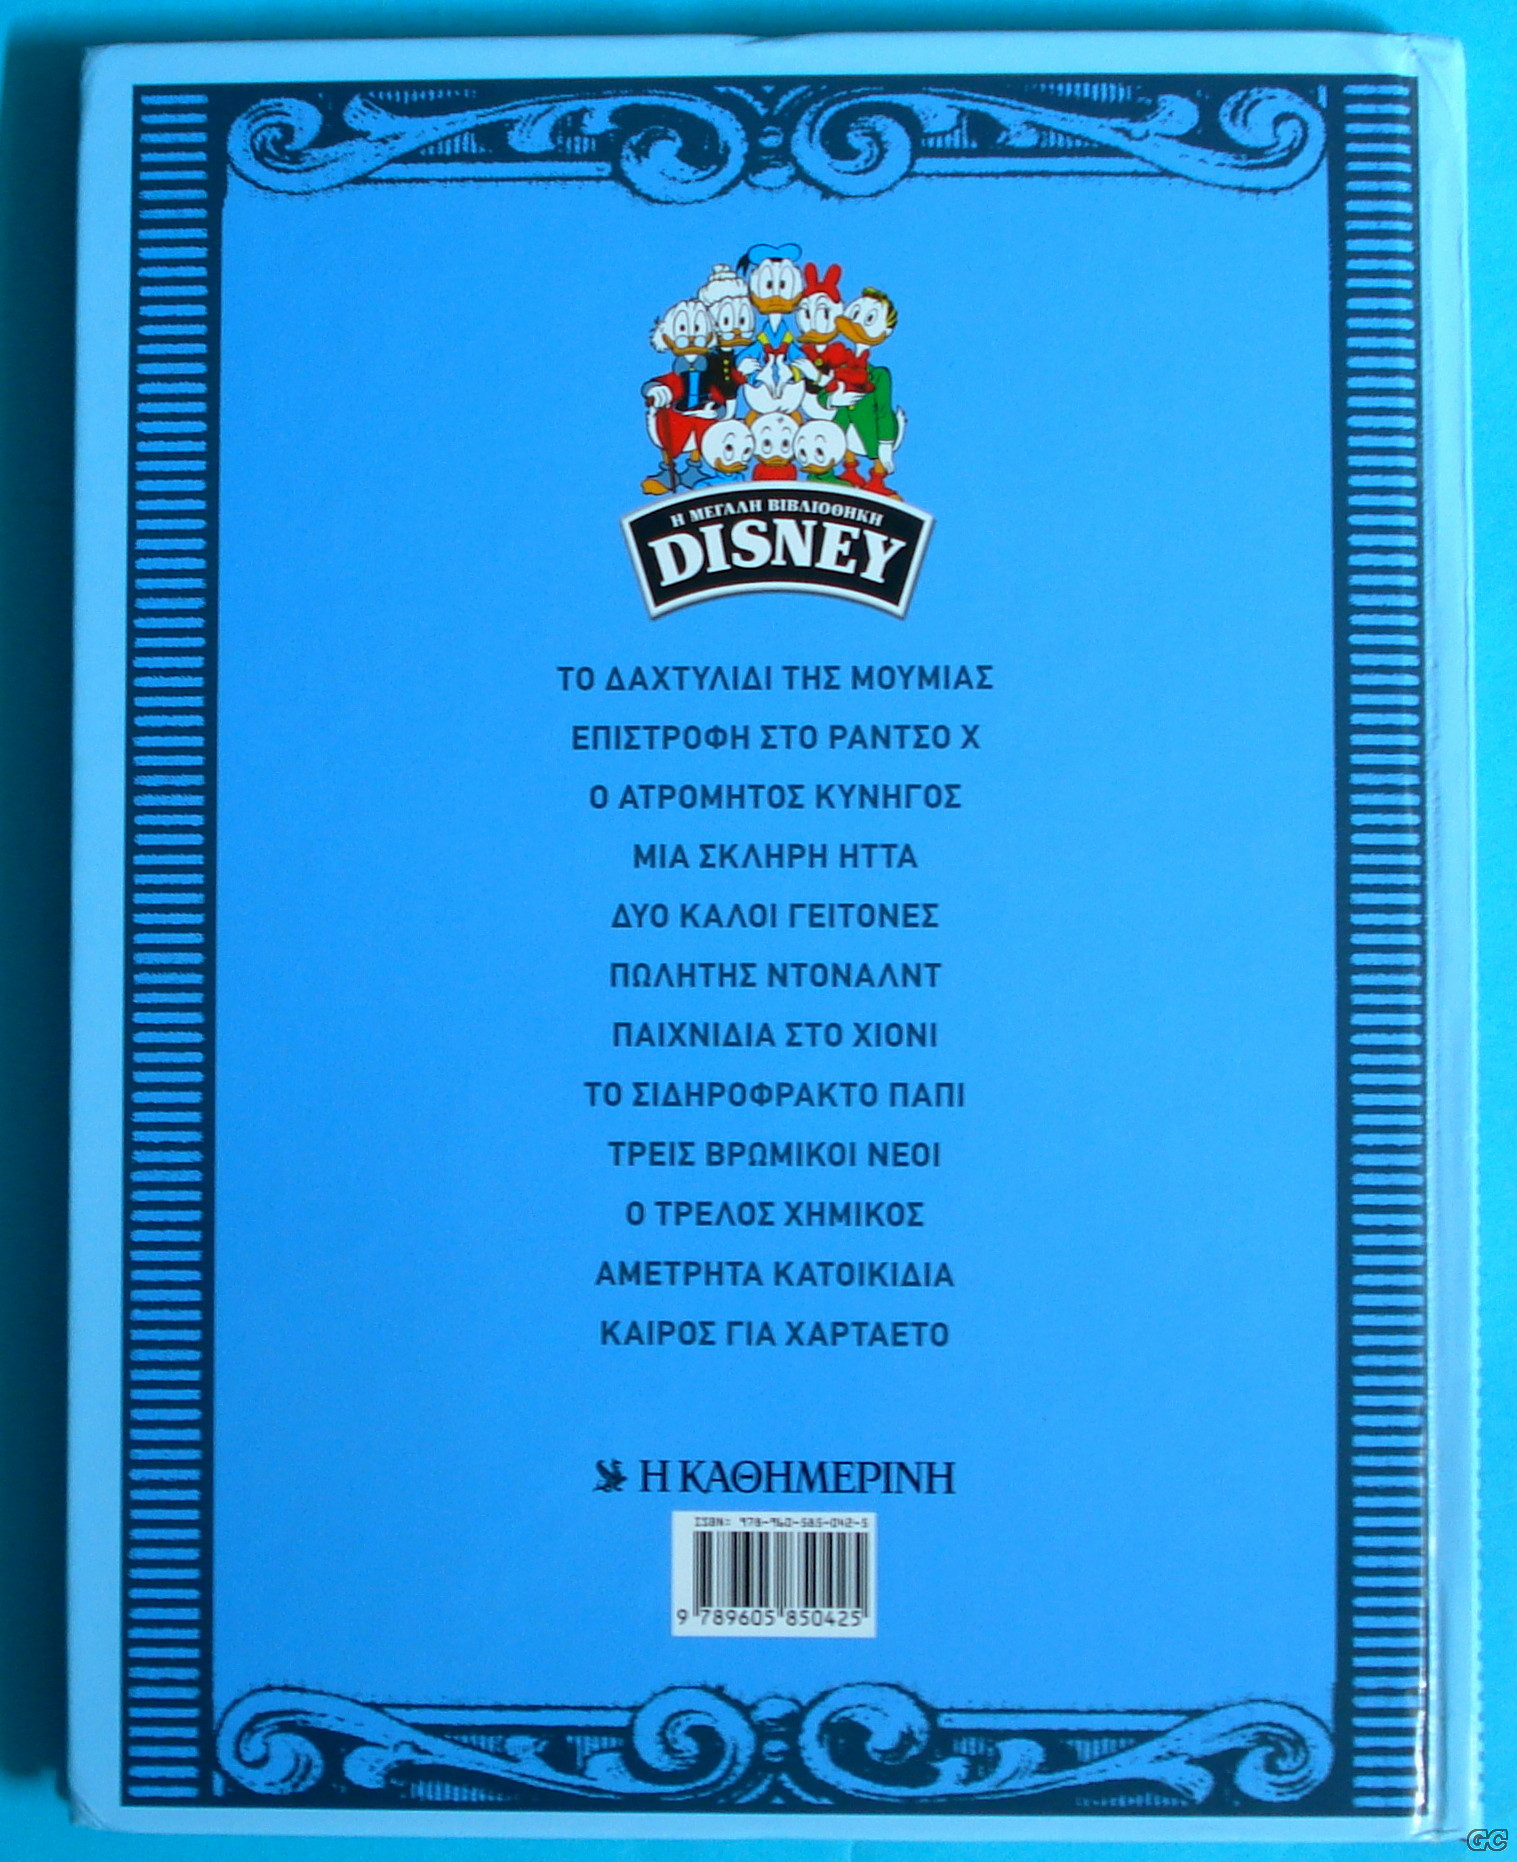 Η ΜΕΓΑΛΗ ΒΙΒΛΙΟΘΗΚΗ
DISNEY
ΤΟ ΔΑΧΤΥΛΙΔΙ ΤΗΣ ΜΟΥΜΙΑΣ
ΕΠΙΣΤΡΟΦΗ ΣΤΟ ΡΑΝΤΣΟ Χ
Ο ΑΤΡΟΜΗΤΟΣ ΚΥΝΗΓΟΣ
ΜΙΑ ΣΚΛΗΡΗ ΗΤΤΑ
ΔΥΟ ΚΑΛΟΙ ΓΕΙΤΟΝΕΣ
ΠΩΛΗΤΗΣ ΝΤΟΝΑΛΝΤ
ΠΑΙΧΝΙΔΙΑ ΣΤΟ ΧΙΟΝΙ
ΤΟ ΣΙΔΗΡΟΦΡΑΚΤΟ ΠΑΠΙ
ΤΡΕΙΣ ΒΡΩΜΙΚΟΙ ΝΕΟΙ
Ο ΤΡΕΛΟΣ ΧΗΜΙΚΟΣ
ΑΜΕΤΡΗΤΑ ΚΑΤΟΙΚΙΔΙΑ
ΚΑΙΡΟΣ ΓΙΑ ΧΑΡΤΑΕΤΟ
Η ΚΑΘΗΜΕΡΙΝΗ
ISBN: 978-960-585-042-5
9 789605 850425
GC